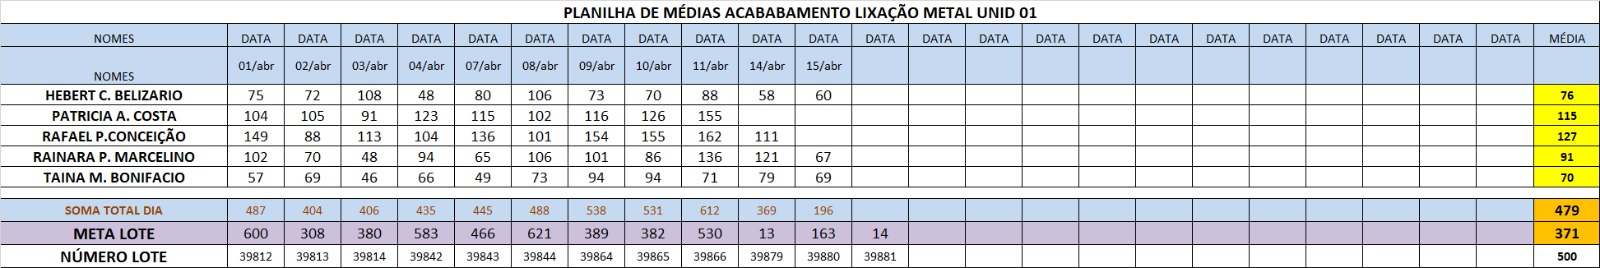 PLANILHA DE MÉDIAS ACABABAMENTO LIXAÇÃO METAL UNID 01
NOMES DATA DATA DATA DATA DATA DATA DATA DATA DATA DATA DATA DATA DATA DATA DATA DATA DATA DATA DATA DATA DATA DATA DATA MÉDIA
NOMES 01/abr 02/abr 03/abr 04/abr 07/abr 08/abr 09/abr 10/abr 11/abr 14/abr 15/abr
HEBERT C. BELIZARIO 75 72 108 48 80 106 73 70 88 58 60 76
PATRICIA A. COSTA 104 105 91 123 115 102 116 126 155 115
RAFAEL P.CONCEIÇÃO 149 88 113 104 136 101 154 155 162 111 127
RAINARA P. MARCELINO 102 70 48 94 65 106 101 86 136 121 67 91
TAINA M. BONIFACIO 57 69 46 66 49 73 94 94 71 79 69 70
SOMA TOTAL DIA 487 404 406 435 445 488 538 531 612 369 196 479
META LOTE 600 308 380 583 466 621 389 382 530 13 163 14 371
NÚMERO LOTE 39812 39813 39814 39842 39843 39844 39864 39865 39866 39879 39880 39881 500